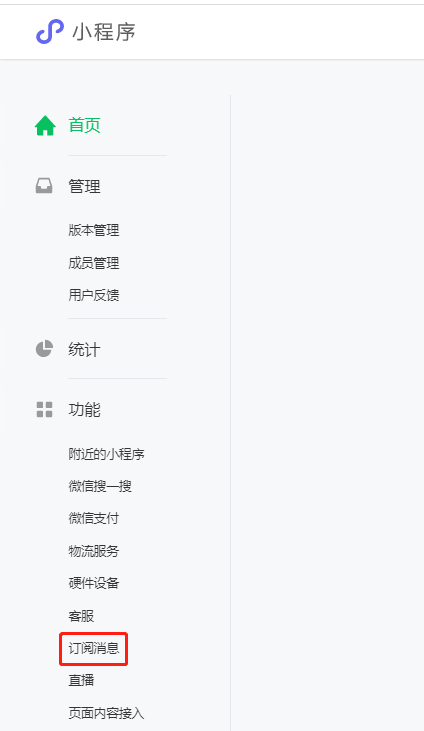 小程序
首页
管理
版本管理
成员管理
用户反馈
统计
功能
附近的小程序
微信搜一搜
微信支付
物流服务
硬件设备
客服
订阅消息
直播
页面内容接入